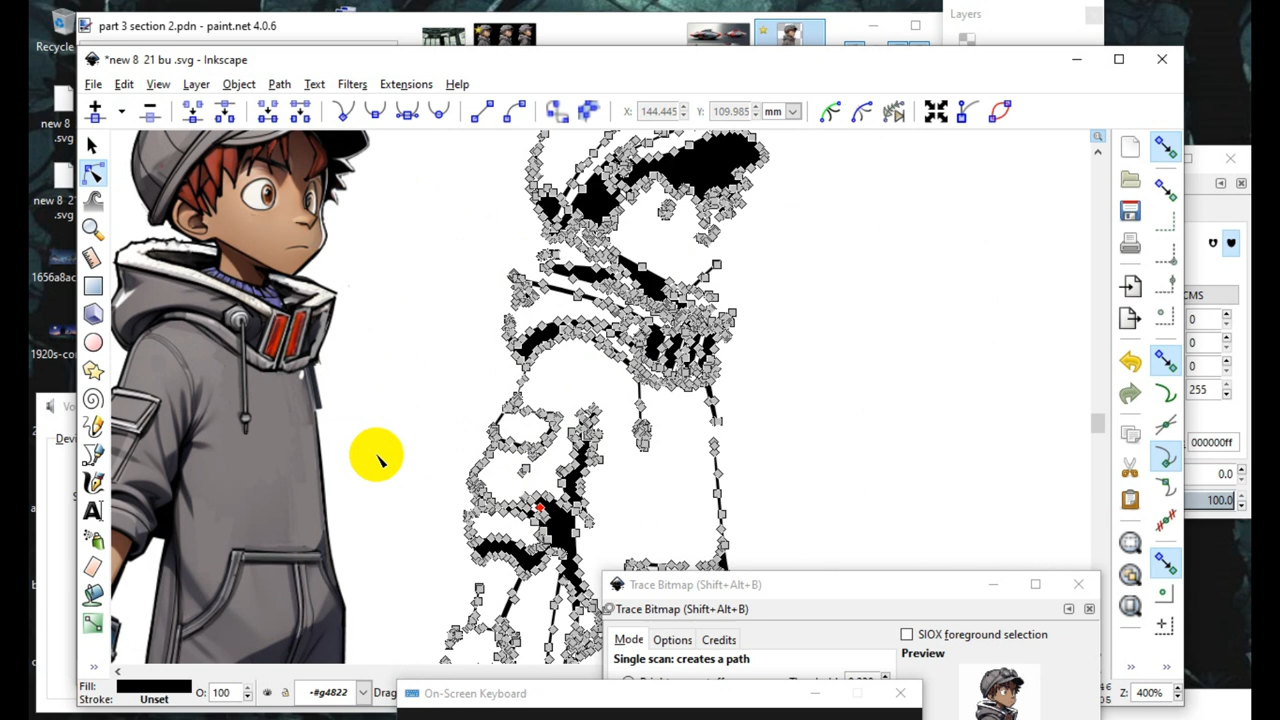 Layers
part 3 section 2.pdn - paint.net 4.0.6
Recycle
*new 8 21 bu .svg - Inkscape
File Edit View Layer Object Path Text Filters Extensions Help
X: 144.445 Y: 109.985 mm
new 8
.svg
new 8
.svg
1656a8ac
1920s-co
CMS
0
0
0
255
000000ff
0.0
100.0
Trace Bitmap (Shift+Alt+B)
Trace Bitmap (Shift+Alt+B)
Mode Options Credits
SIOX foreground selection
Single scan: creates a path
Preview
Fill:
Stroke: Unset
O: 100
•#g4822
Drag
On-Screen Keyboard
Z: 400%